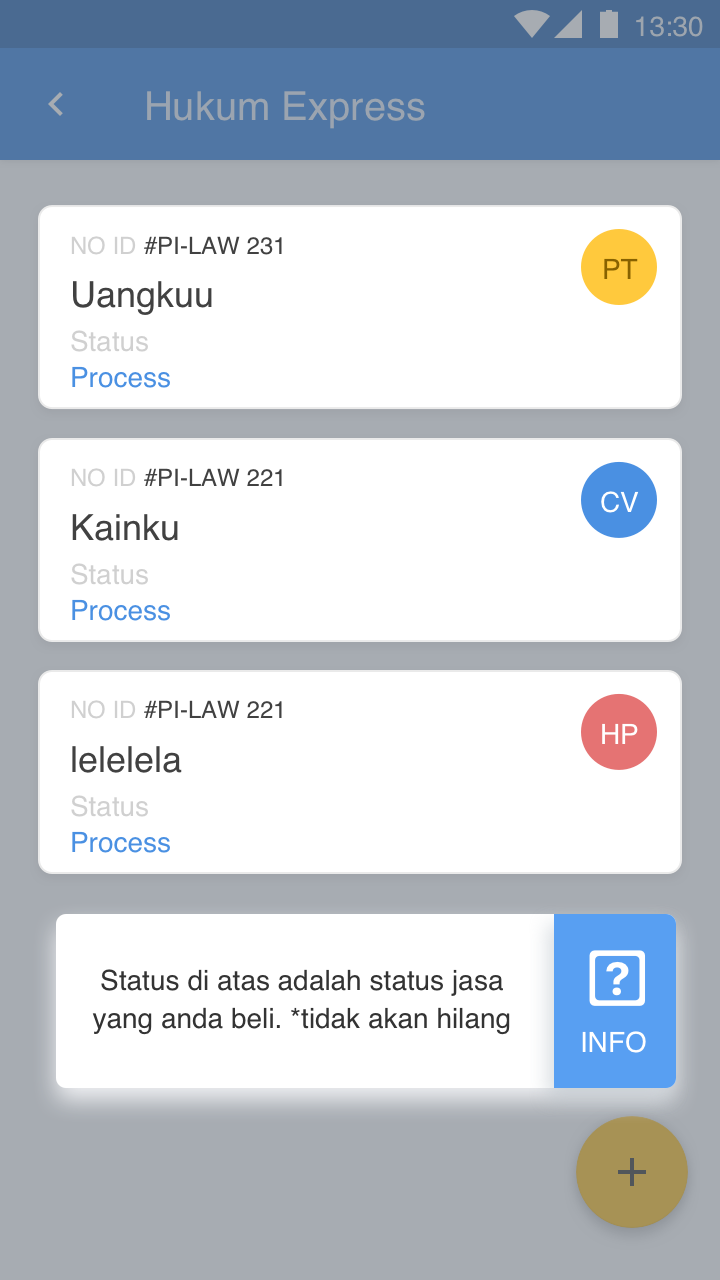 13:30
Hukum Express
NO ID #PI-LAW 231
PT
Uangkuu
Status
Process
NO ID #PI-LAW 221
CV
Kainku
Status
Process
NO ID #PI-LAW 221
HP
lelelela
Status
Process
Status di atas adalah status jasa
yang anda beli. *tidak akan hilang
?
INFO
+